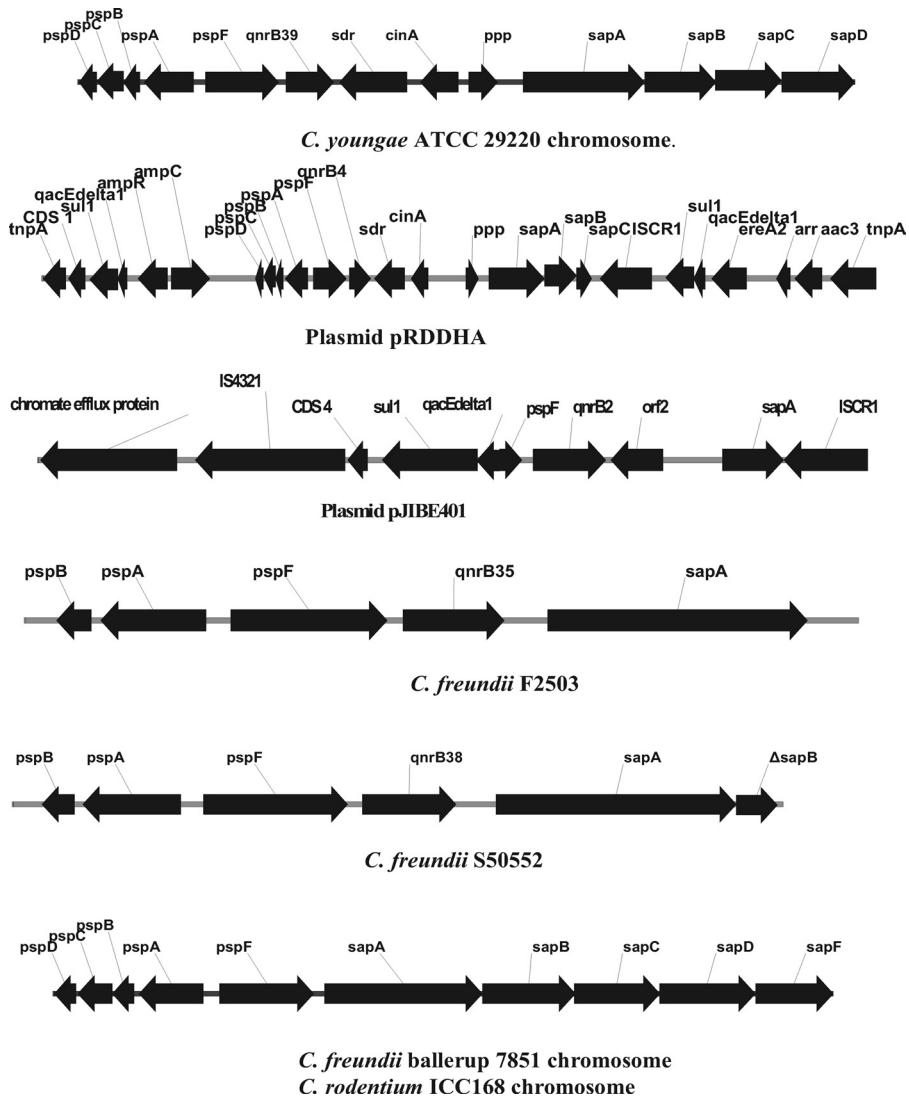 pspD pspC pspB pspA pspF qnrB39 sdr cinA ppp sapA sapB sapC sapD
C. youngae ATCC 29220 chromosome.
tnpA CDS 1 sul1 qacEdelta1 ampR ampC pspD pspC pspB pspA pspF qnrB4 sdr cinA ppp sapA sapB sapC ISCR1 sul1 qacEdelta1 ereA2 arr aac3 tnpA
Plasmid pRDDHA
chromate efflux protein IS4321 CDS 4 sul1 qacEdelta1 pspF qnrB2 orf2 sapA ISCR1
Plasmid pJIBE401
pspB pspA pspF qnrB35 sapA
C. freundii F2503
pspB pspA pspF qnrB38 sapA ΔsapB
C. freundii S50552
pspD pspC pspB pspA pspF sapA sapB sapC sapD sapF
C. freundii ballerup 7851 chromosome
C. rodentium ICC168 chromosome